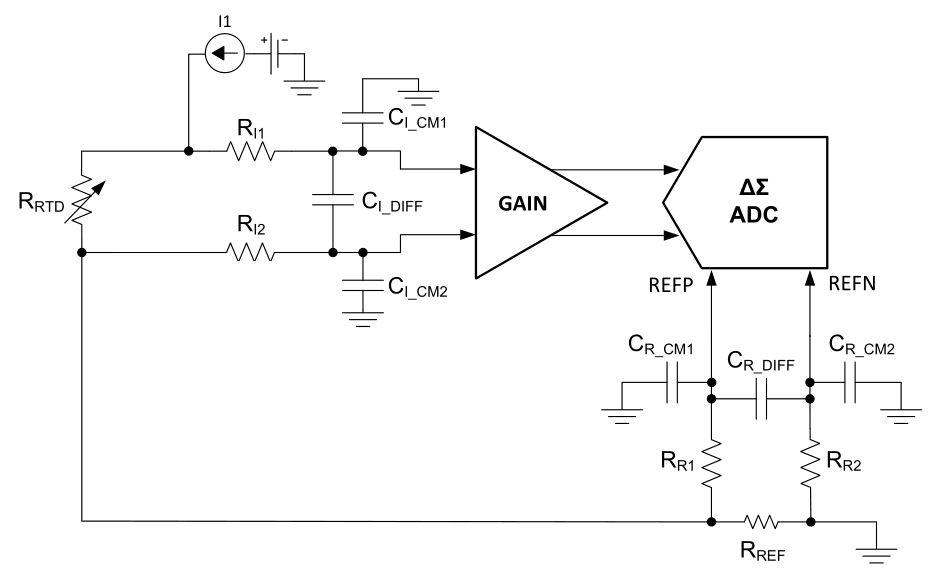 I1
+ -
C_I_CM1
R_I1
R_RTD
C_I_DIFF
GAIN
ΔΣ
ADC
R_I2
C_I_CM2
REFP
REFN
C_R_CM1
C_R_DIFF
C_R_CM2
R_R1
R_R2
R_REF